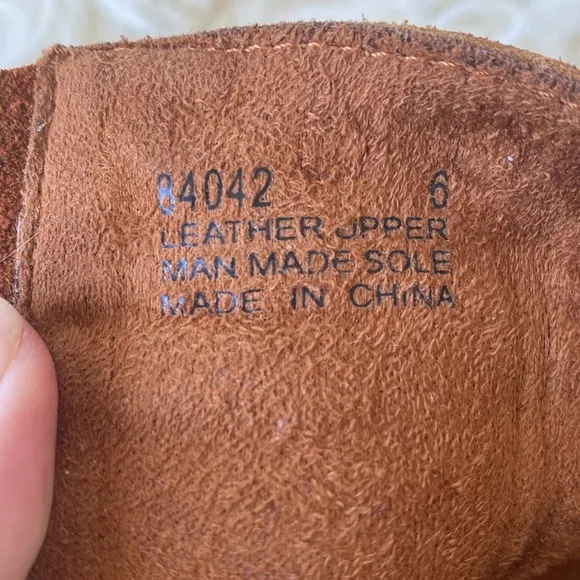 84042 6
LEATHER UPPER
MAN MADE SOLE
MADE IN CHINA